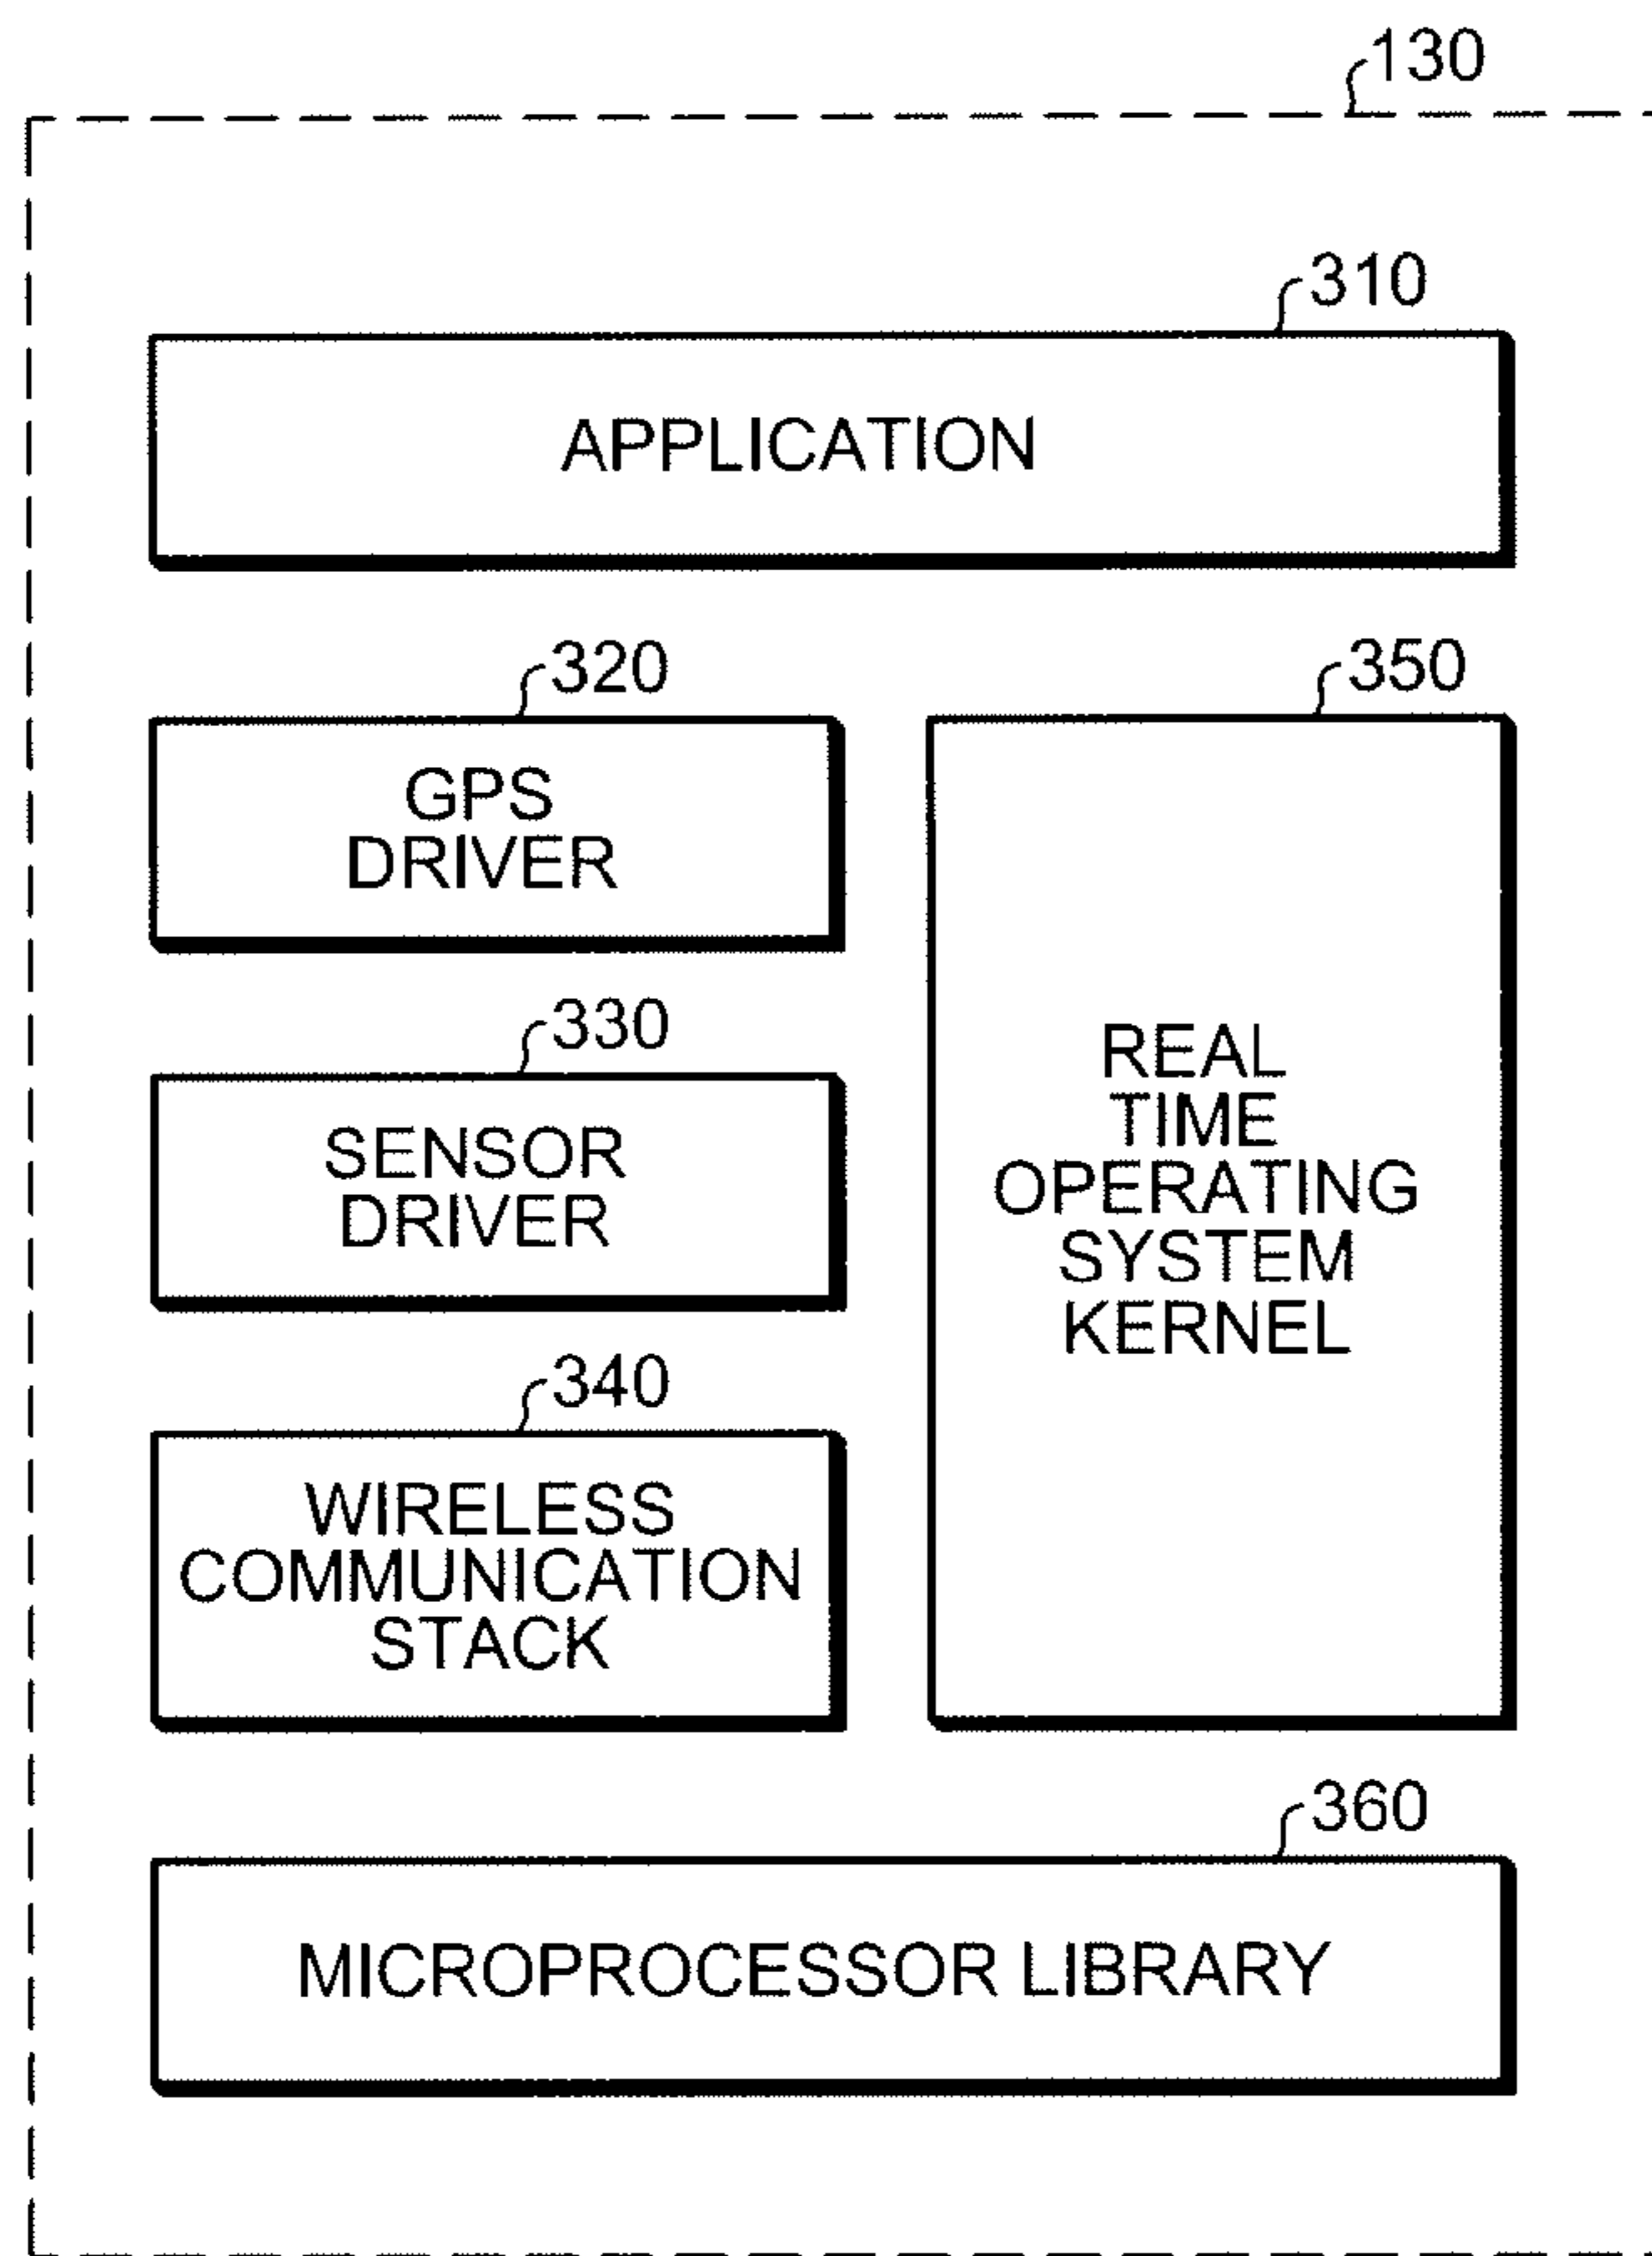 130
310
APPLICATION
320
GPS
DRIVER
330
SENSOR
DRIVER
340
WIRELESS
COMMUNICATION
STACK
350
REAL
TIME
OPERATING
SYSTEM
KERNEL
360
MICROPROCESSOR LIBRARY